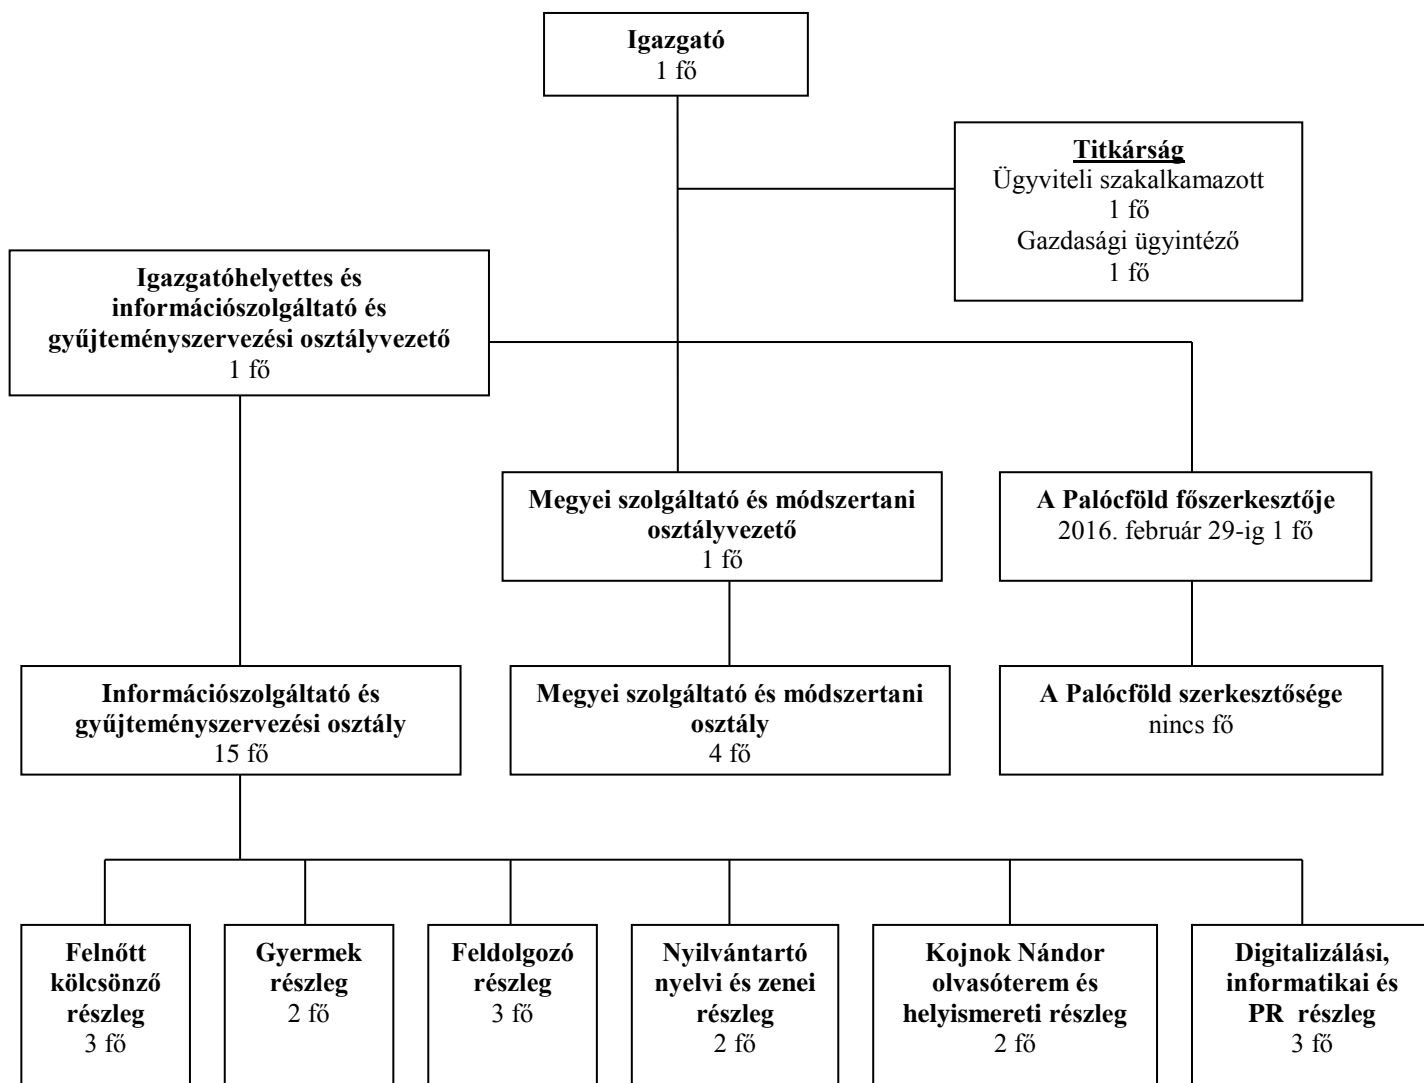 Igazgató
1 fő
Titkárság
Ügyviteli szakalkamazott
1 fő
Gazdasági ügyintéző
1 fő
Igazgatóhelyettes és
információszolgáltató és
gyűjteményszervezési osztályvezető
1 fő
Megyei szolgáltató és módszertani
osztályvezető
1 fő
A Palócföld főszerkesztője
2016. február 29-ig 1 fő
Információszolgáltató és
gyűjteményszervezési osztály
15 fő
Megyei szolgáltató és módszertani
osztály
4 fő
A Palócföld szerkesztősége
nincs fő
Felnőtt
kölcsönző
részleg
3 fő
Gyermek
részleg
2 fő
Feldolgozó
részleg
3 fő
Nyilvántartó
nyelvi és zenei
részleg
2 fő
Kojnok Nándor
olvasóterem és
helyismereti részleg
2 fő
Digitalizálási,
informatikai és
PR  részleg
3 fő